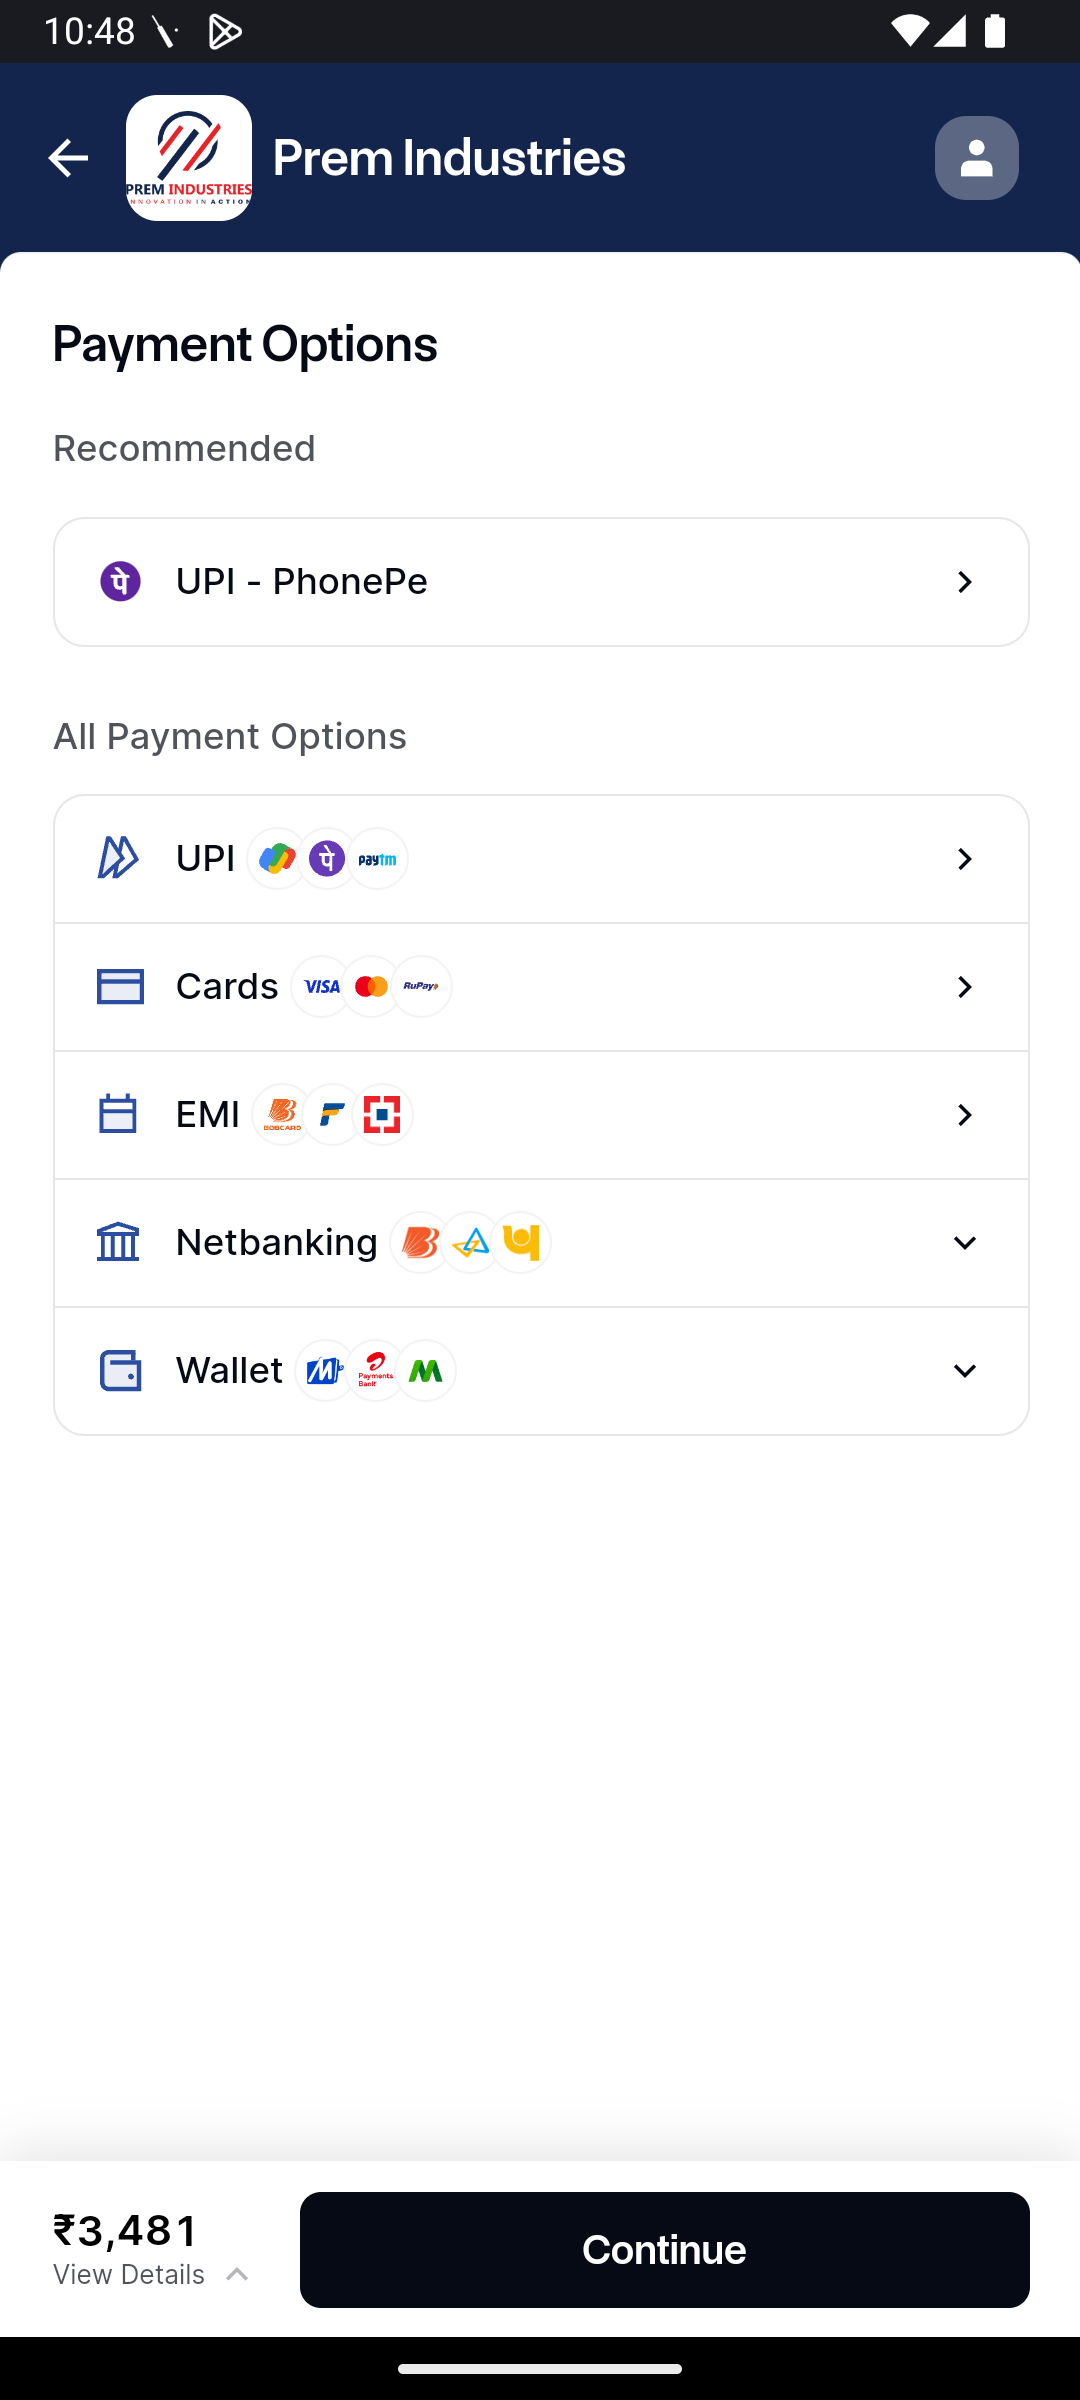 10:48
PREM INDUSTRIES
INNOVATION IN ACTION
Prem Industries
Payment Options
Recommended
पे UPI - PhonePe
All Payment Options
UPI पे paytm
Cards VISA RuPay
EMI BOBCARD
Netbanking
Wallet Payments Bank
₹3,481
View Details
Continue